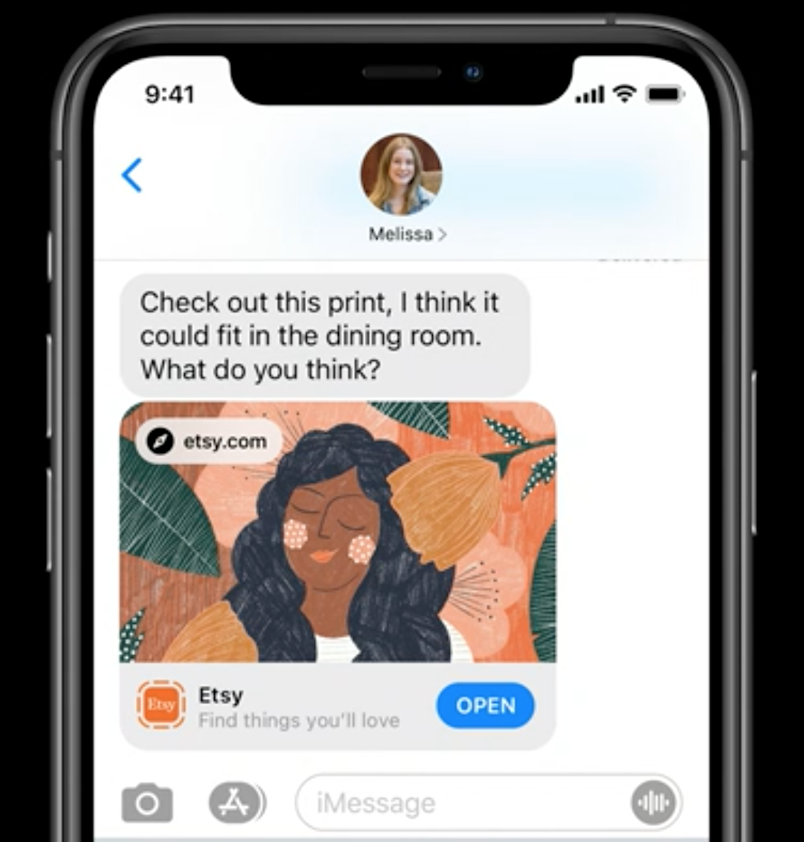 9:41
Melissa
Check out this print, I think it
could fit in the dining room.
What do you think?
etsy.com
Etsy
Etsy
Find things you'll love
OPEN
iMessage